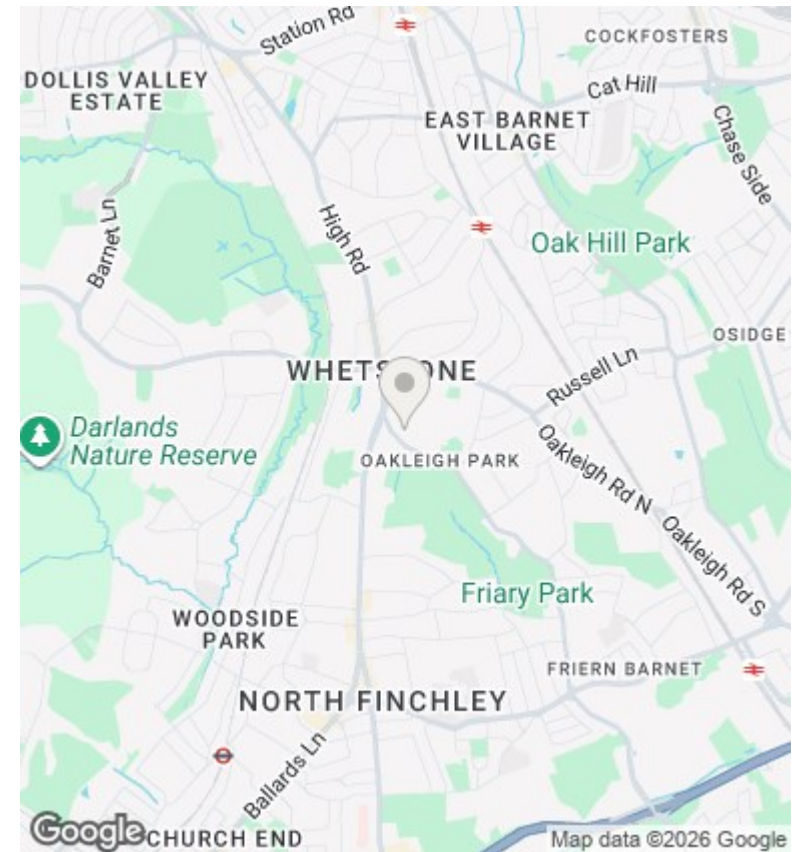 Station Rd
COCKFOSTERS
DOLLIS VALLEY
ESTATE
Cat Hill
EAST BARNET
VILLAGE
Chase Side
Barnet Ln
High Rd
Oak Hill Park
OSIDGE
WHETSTONE
Russell Ln
Darlands
Nature Reserve
OAKLEIGH PARK
Oakleigh Rd N
Oakleigh Rd S
Friary Park
WOODSIDE
PARK
FRIERN BARNET
NORTH FINCHLEY
Ballards Ln
Google
CHURCH END
Map data ©2026 Google